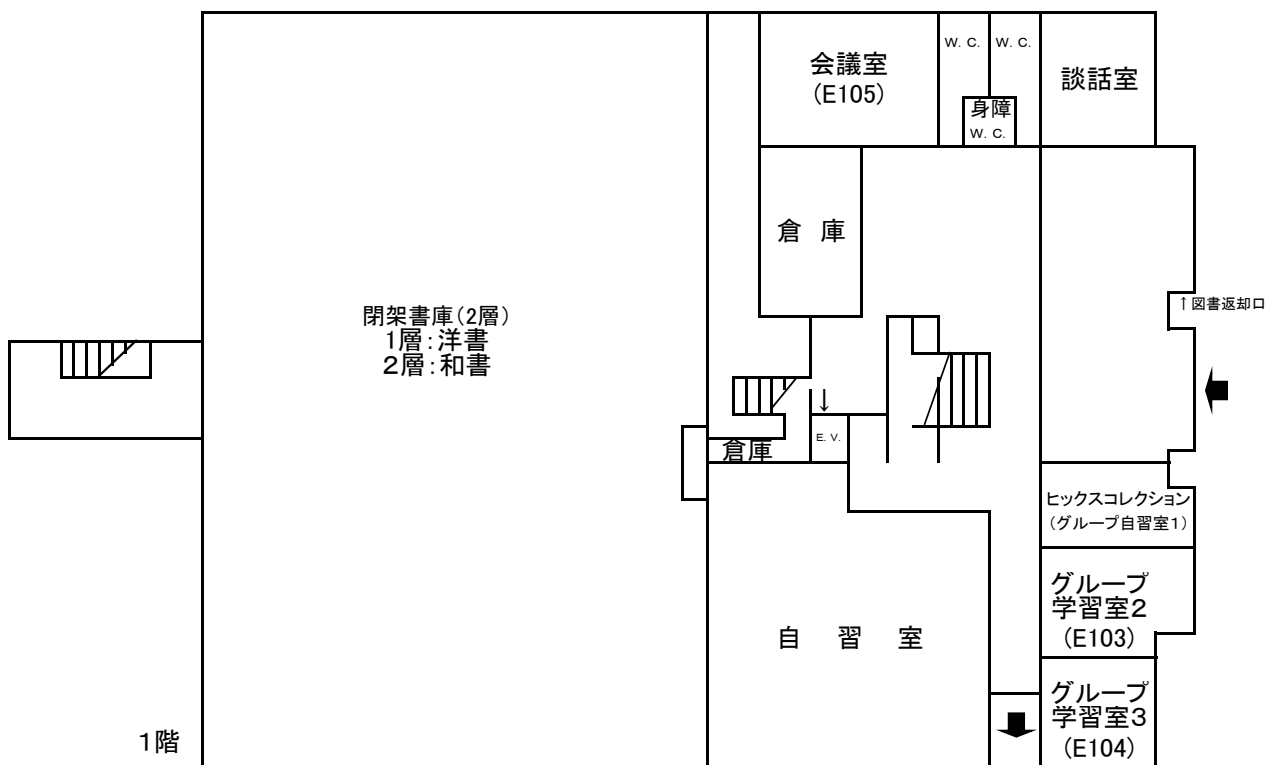 会議室
(E105)
W. C.
W. C.
身障
W. C.
談話室
倉 庫
↑図書返却口
閉架書庫(2層)
1層:洋書
2層:和書
↓
E. V.
倉庫
ヒックスコレクション
(グループ自習室1)
グループ
学習室2
(E103)
自 習 室
グループ
学習室3
(E104)
1階